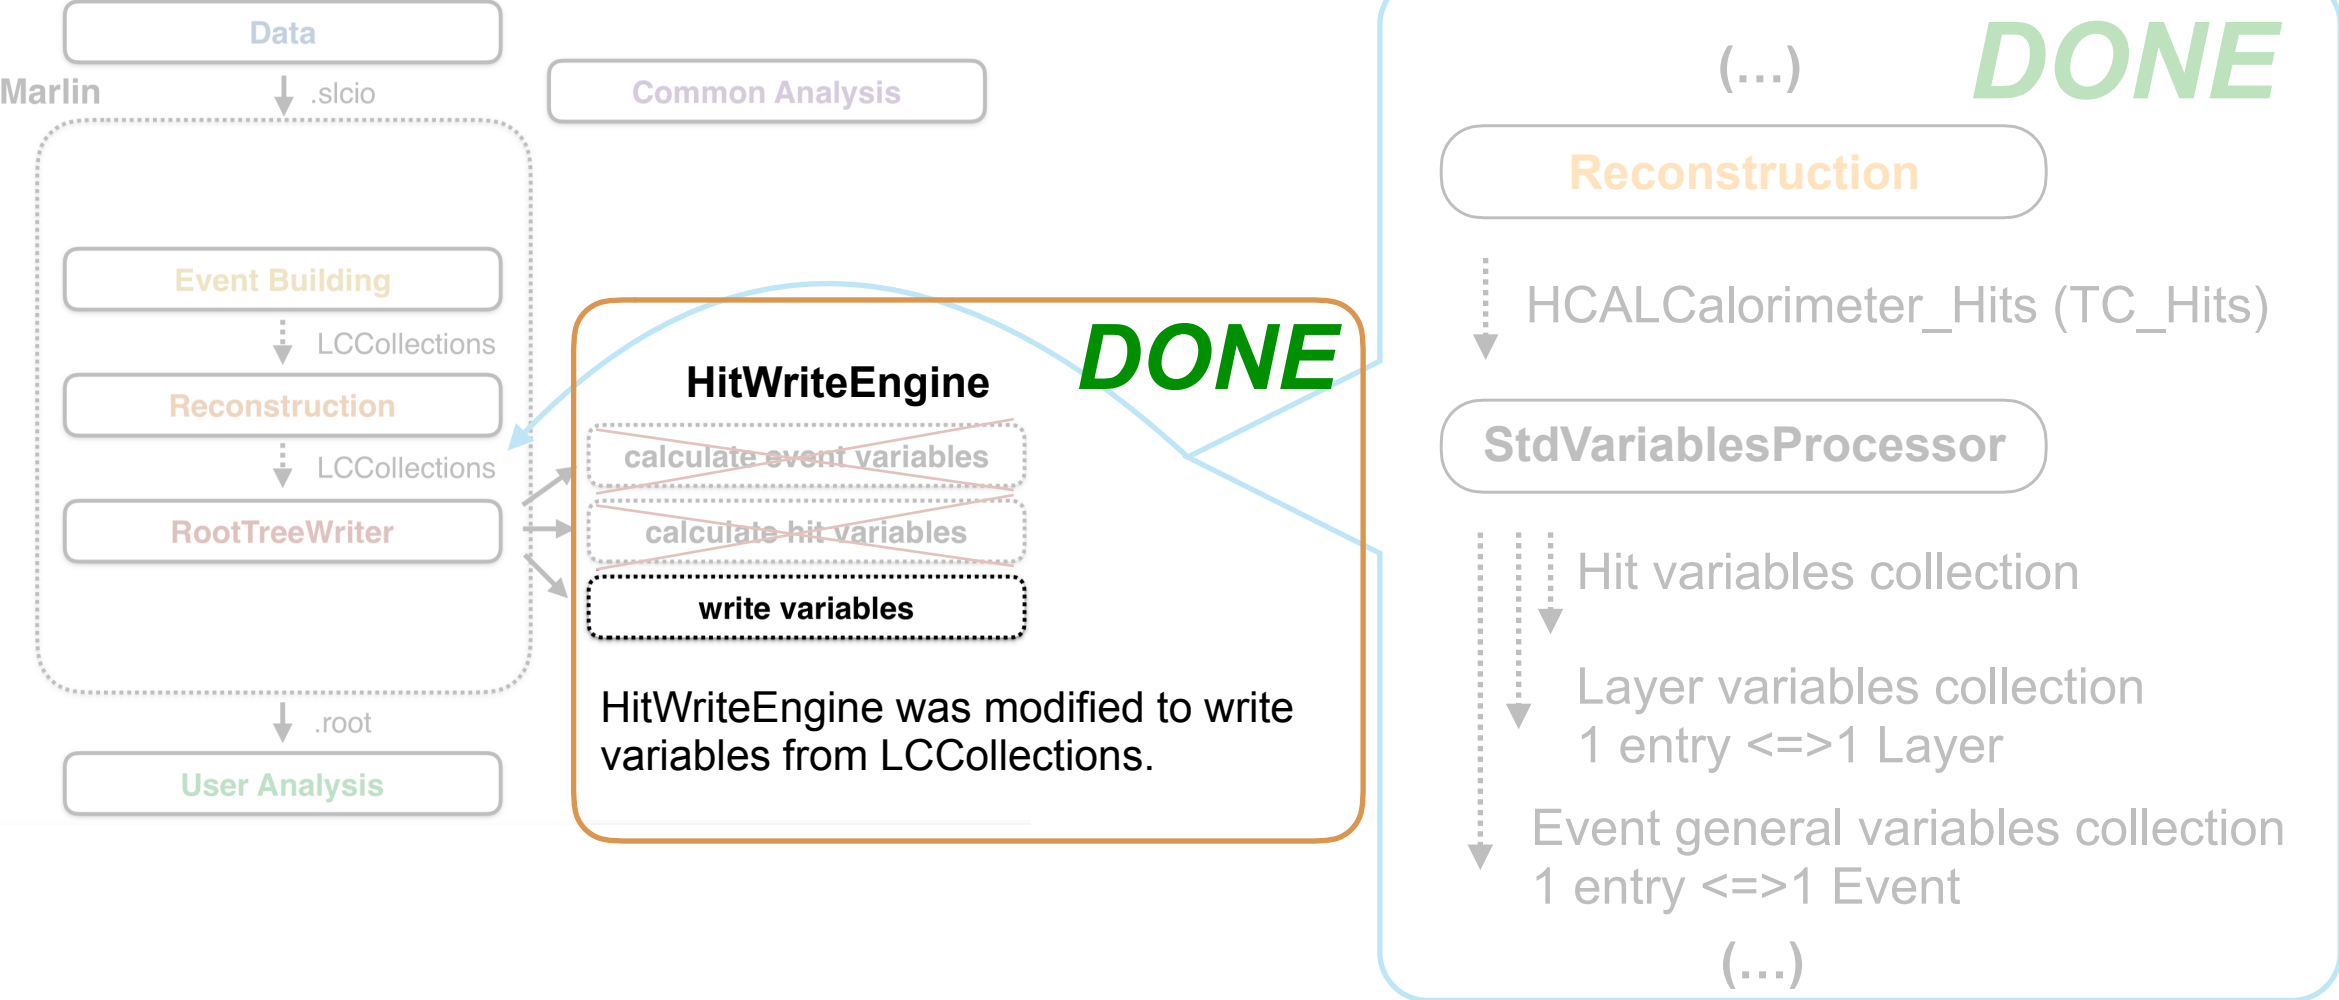 Data
Marlin
.slcio
Common Analysis
Event Building
LCCollections
Reconstruction
LCCollections
RootTreeWriter
.root
User Analysis
DONE
HitWriteEngine
calculate event variables
calculate hit variables
write variables
HitWriteEngine was modified to write
variables from LCCollections.
(...)
DONE
Reconstruction
HCALCalorimeter_Hits (TC_Hits)
StdVariablesProcessor
Hit variables collection
Layer variables collection
1 entry <=>1 Layer
Event general variables collection
1 entry <=>1 Event
(...)